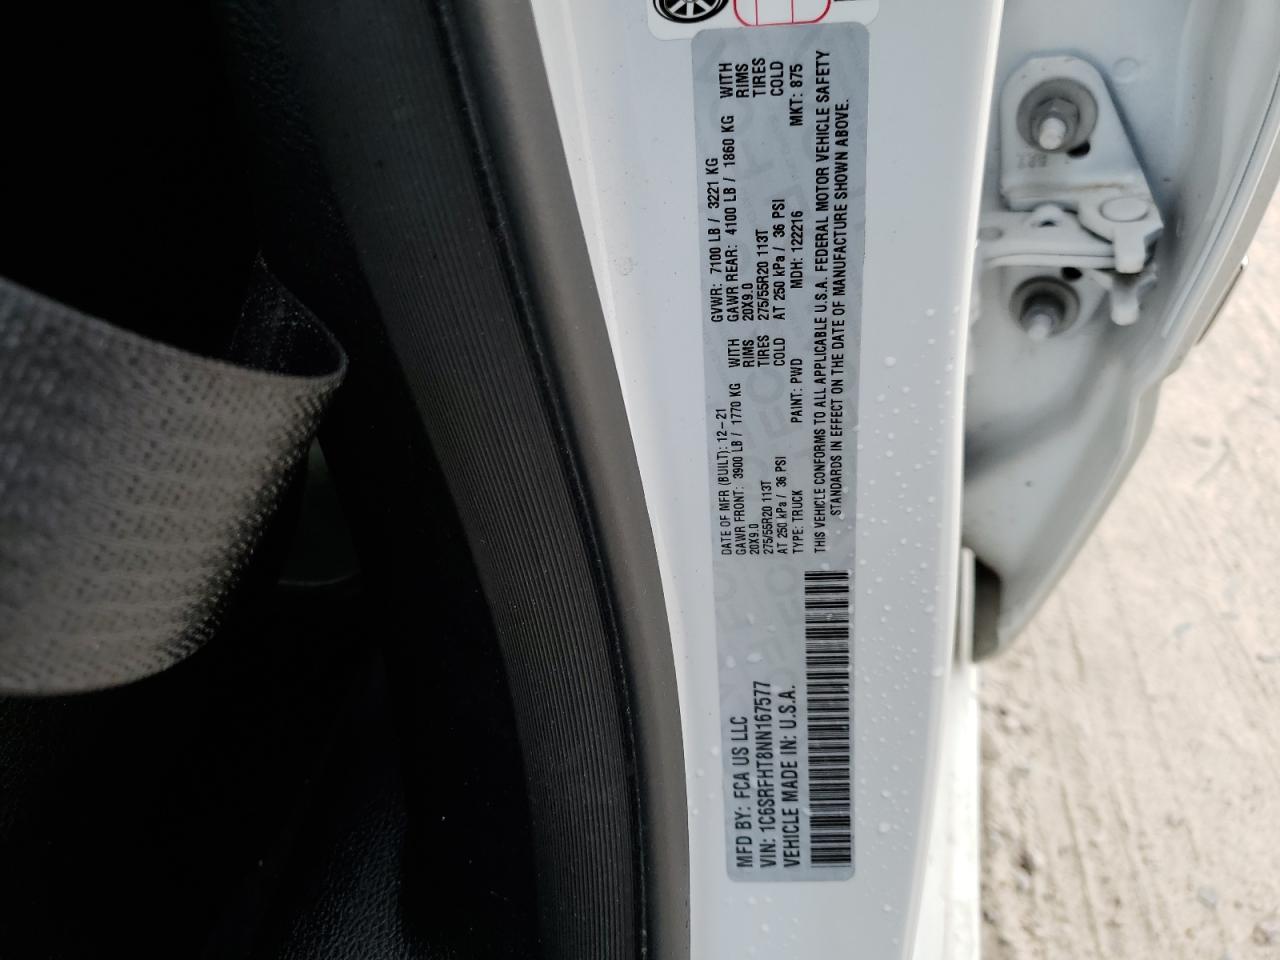 MFD BY: FCA US LLC
VIN: 1C6SRFHT8NN167577
VEHICLE MADE IN: U.S.A.
DATE OF MFR (BUILT): 12-21
GAWR FRONT: 3900 LB / 1770 KG WITH
20X9.0 RIMS
275/55R20 113T TIRES
AT 250 kPa / 36 PSI COLD
TYPE: TRUCK PAINT: PWD
GVWR: 7100 LB / 3221 KG
GAWR REAR: 4100 LB / 1860 KG WITH
20X9.0 RIMS
275/55R20 113T TIRES
AT 250 kPa / 36 PSI COLD
MDH: 122216 MKT: 875
THIS VEHICLE CONFORMS TO ALL APPLICABLE U.S.A. FEDERAL MOTOR VEHICLE SAFETY
STANDARDS IN EFFECT ON THE DATE OF MANUFACTURE SHOWN ABOVE.